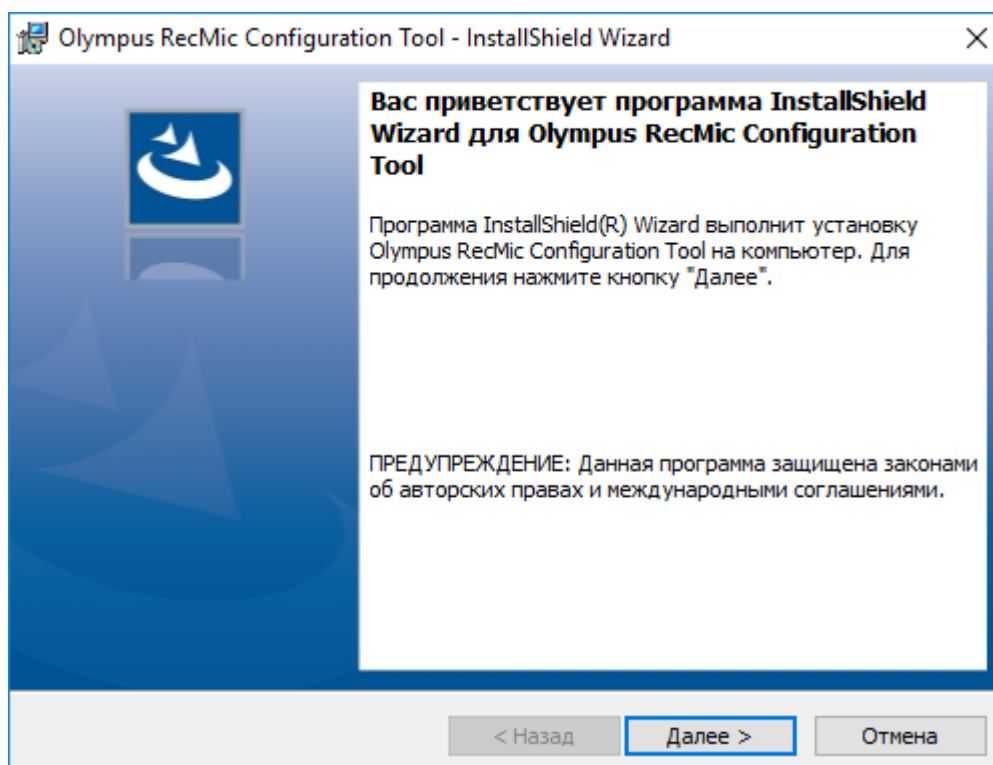 Olympus RecMic Configuration Tool - InstallShield Wizard
Вас приветствует программа InstallShield
Wizard для Olympus RecMic Configuration
Tool
Программа InstallShield(R) Wizard выполнит установку
Olympus RecMic Configuration Tool на компьютер. Для
продолжения нажмите кнопку "Далее".
ПРЕДУПРЕЖДЕНИЕ: Данная программа защищена законами
об авторских правах и международными соглашениями.
< Назад
Далее >
Отмена